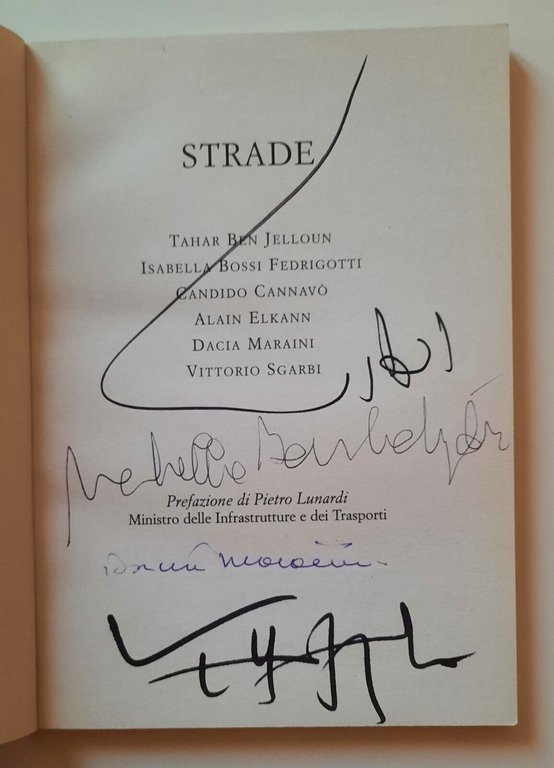 STRADE
TAHAR BEN JELLOUN
ISABELLA BOSSI FEDRIGOTTI
CANDIDO CANNAVÒ
ALAIN ELKANN
DACIA MARAINI
VITTORIO SGARBI
Prefazione di Pietro Lunardi
Ministro delle Infrastrutture e dei Trasporti